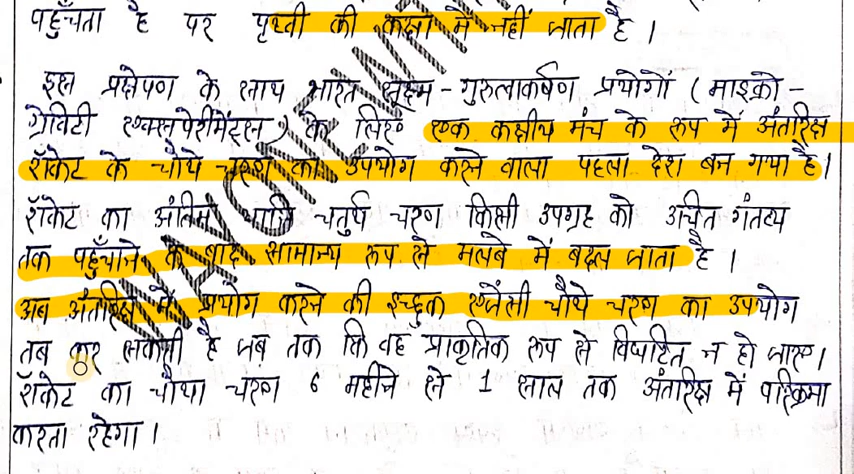 पहुँचता है पर पृथ्वी की कक्षा में नहीं जाता है।
इस प्रक्षेपण के साथ भारत सूक्ष्म-गुरुत्वाकर्षण प्रयोगों (माइक्रो-
ग्रेविटी एक्सपेरीमेंट्स) के लिए एक कक्षीय मंच के रूप में अंतरिक्ष
रॉकेट के चौथे चरण का उपयोग करने वाला पहला देश बन गया है।
रॉकेट का अंतिम यानि चतुर्थ चरण किसी उपग्रह को उचित गंतव्य
तक पहुँचाने के बाद सामान्य रूप से मलबे में बदल जाता है।
अब अंतरिक्ष में प्रयोग करने की इच्छुक एजेंसी चौथे चरण का उपयोग
तब कर सकती है जब तक कि वह प्राकृतिक रूप से विघटित न हो जाए।
रॉकेट का चौथा चरण 6 महीने से 1 साल तक अंतरिक्ष में परिक्रमा
करता रहेगा।